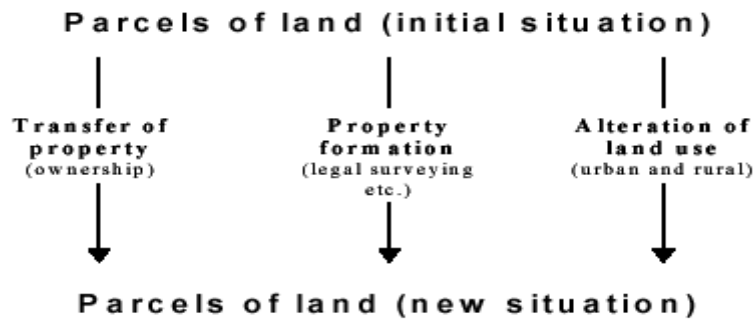 Parcels of land (initial situation)
Transfer of
property
(ownership)
Property
formation
(legal surveying
etc.)
Alteration of
land use
(urban and rural)
Parcels of land (new situation)